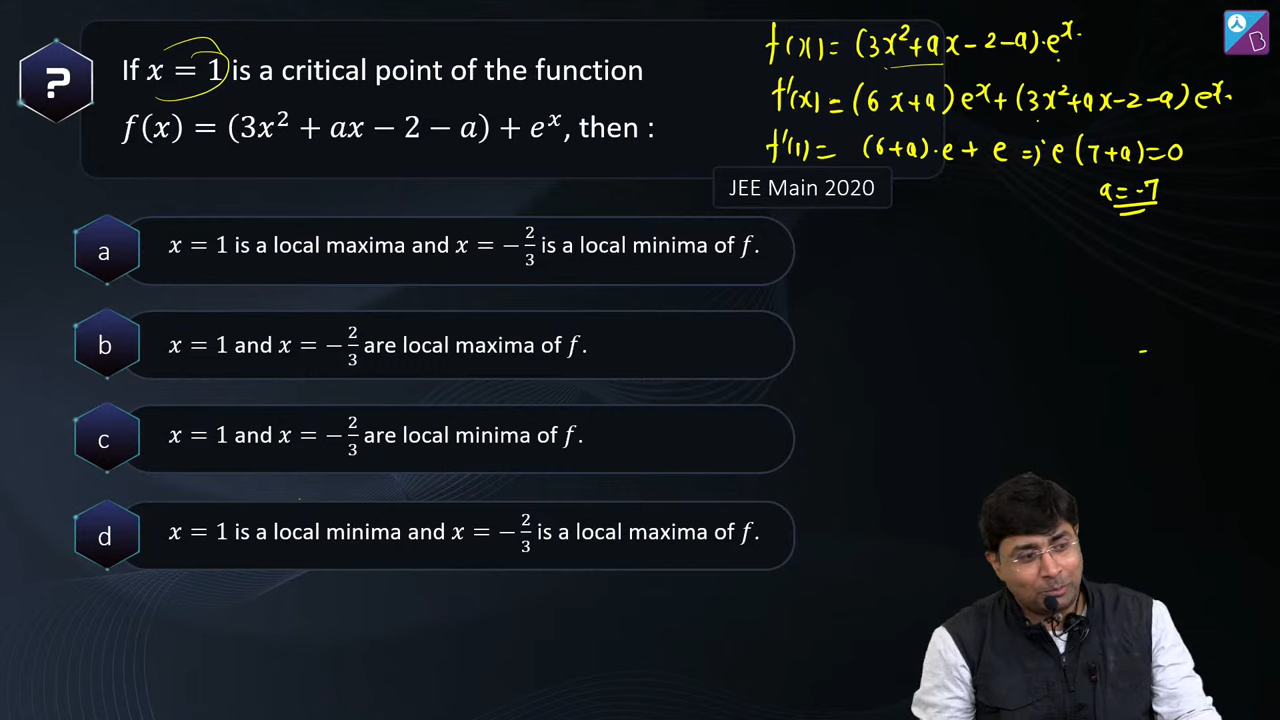 ?
If x = 1 is a critical point of the function
f(x) = (3x² + ax − 2 − a) + eˣ, then :
JEE Main 2020
f(x) = (3x²+ax−2−a)·eˣ.
f'(x) = (6x+a) eˣ + (3x²+ax−2−a) eˣ.
f'(1) = (6+a)·e + e ⇒ e (7+a)=0
a = −7
a x = 1 is a local maxima and x = −2/3 is a local minima of f.
b x = 1 and x = −2/3 are local maxima of f.
c x = 1 and x = −2/3 are local minima of f.
d x = 1 is a local minima and x = −2/3 is a local maxima of f.
B